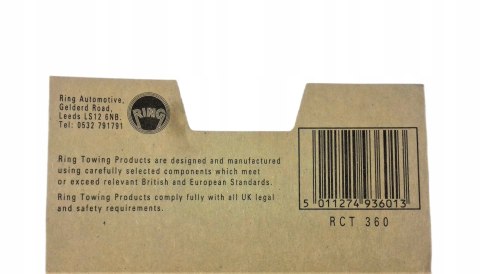 Ring Automotive,
Gelderd Road,
Leeds LS12 6NB.
Tel: 0532 791791
RING
Ring Towing Products are designed and manufactured
using carefully selected components which meet
or exceed relevant British and European Standards.
Ring Towing Products comply fully with all UK legal
and safety requirements.
5 011274 936013
RCT 360